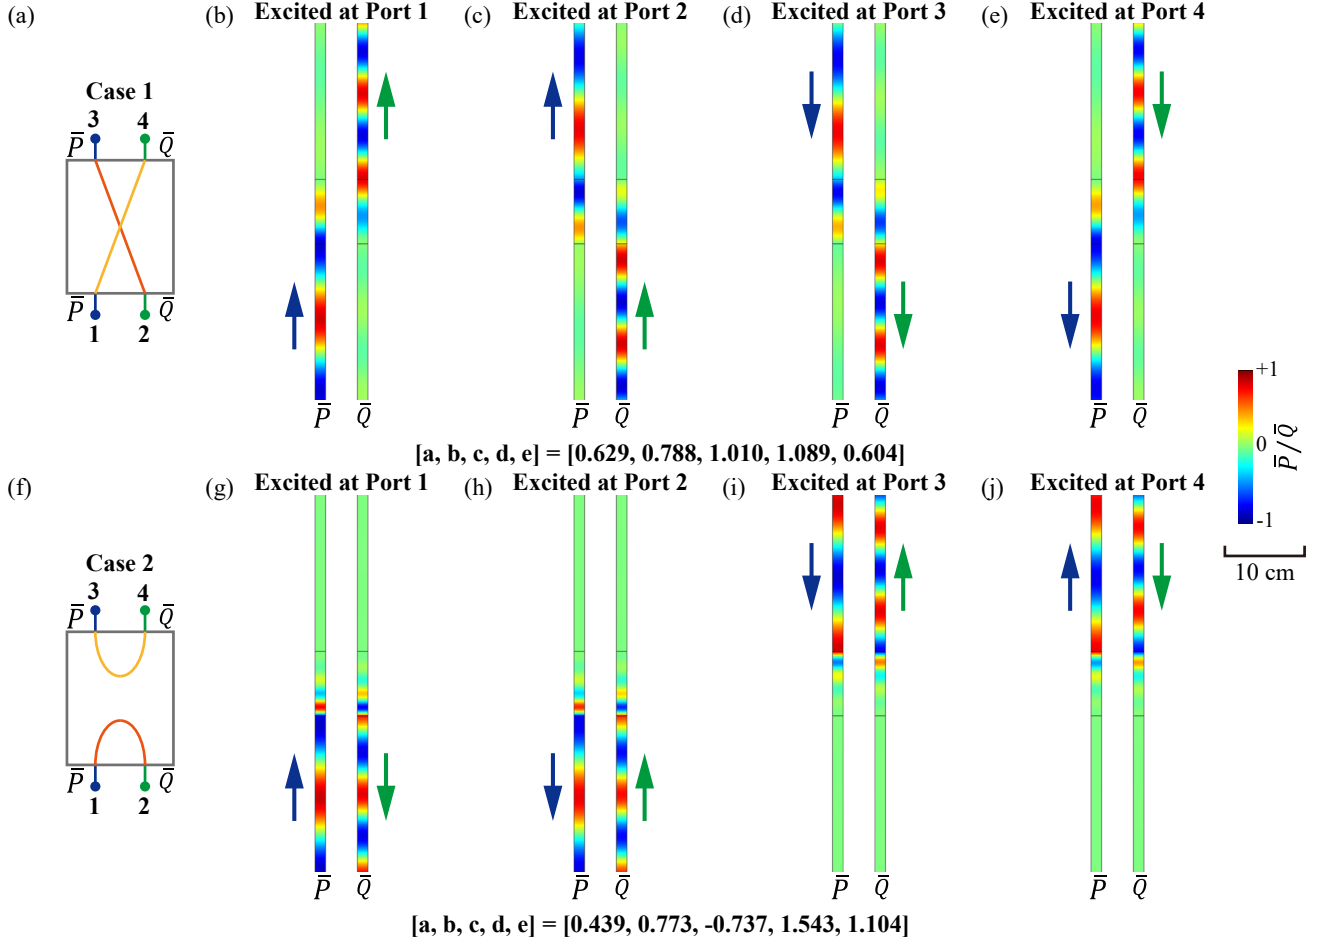 (a)
(b) Excited at Port 1
(c) Excited at Port 2
(d) Excited at Port 3
(e) Excited at Port 4
Case 1
3 4
P̅ Q̅
P̅ Q̅
1 2
P̅ Q̅
P̅ Q̅
P̅ Q̅
P̅ Q̅
+1
0
-1
P̅/Q̅
10 cm
[a, b, c, d, e] = [0.629, 0.788, 1.010, 1.089, 0.604]
(f)
(g) Excited at Port 1
(h) Excited at Port 2
(i) Excited at Port 3
(j) Excited at Port 4
Case 2
3 4
P̅ Q̅
P̅ Q̅
1 2
P̅ Q̅
P̅ Q̅
P̅ Q̅
P̅ Q̅
[a, b, c, d, e] = [0.439, 0.773, -0.737, 1.543, 1.104]